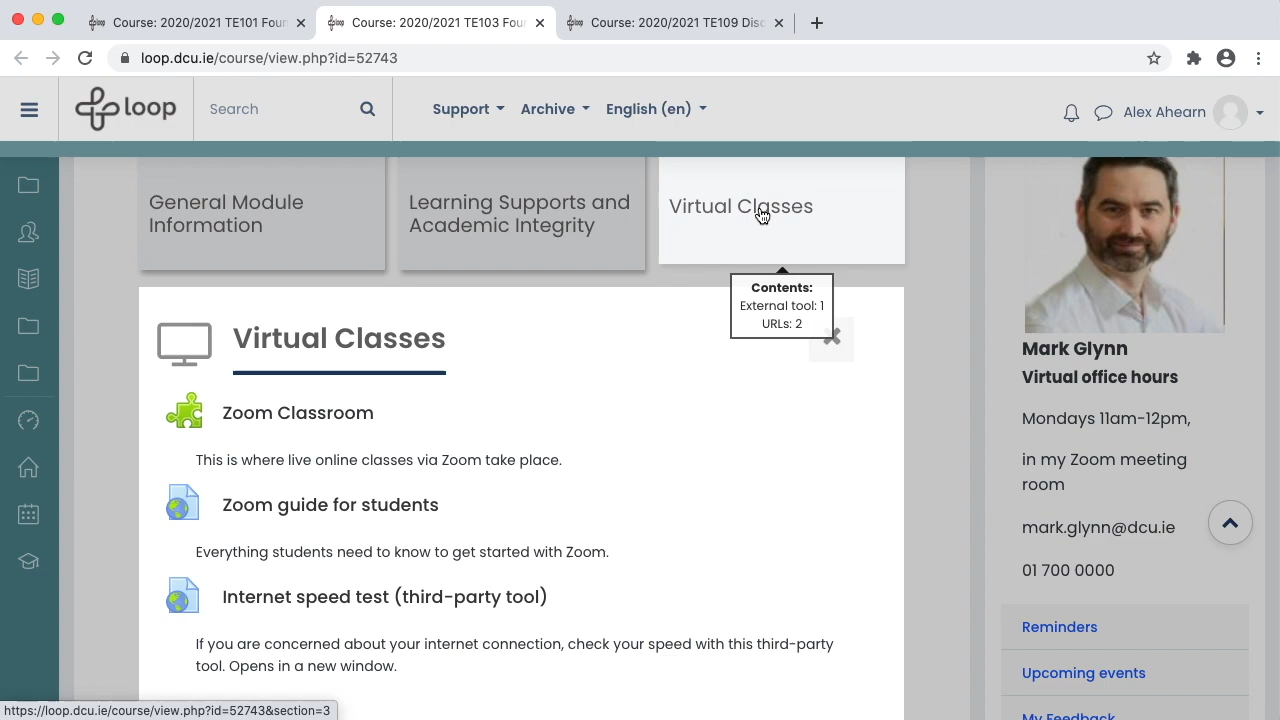 Course: 2020/2021 TE101 Foun
Course: 2020/2021 TE103 Four
Course: 2020/2021 TE109 Disc
loop.dcu.ie/course/view.php?id=52743
loop
Search
Support
Archive
English (en)
Alex Ahearn
General Module
Information
Learning Supports and
Academic Integrity
Virtual Classes
Contents:
External tool: 1
URLs: 2
Virtual Classes
Zoom Classroom
This is where live online classes via Zoom take place.
Zoom guide for students
Everything students need to know to get started with Zoom.
Internet speed test (third-party tool)
If you are concerned about your internet connection, check your speed with this third-party
tool. Opens in a new window.
Mark Glynn
Virtual office hours
Mondays 11am-12pm,
in my Zoom meeting
room
mark.glynn@dcu.ie
01 700 0000
Reminders
Upcoming events
My Feedback
https://loop.dcu.ie/course/view.php?id=52743&section=3